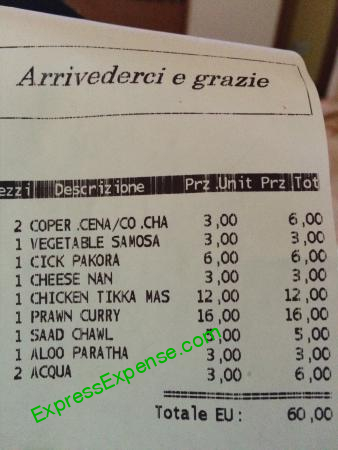 Arrivederci e grazie
ezzi Descrizione Prz.Unit Prz Tot
2 COPER.CENA/CO.CHA 3,00 6,00
1 VEGETABLE SAMOSA 3,00 3,00
1 CICK PAKORA 6,00 6,00
1 CHEESE NAN 3,00 3,00
1 CHICKEN TIKKA MAS 12,00 12,00
1 PRAWN CURRY 16,00 16,00
1 SAAD CHAWL 5,00 5,00
1 ALOO PARATHA 3,00 3,00
2 ACQUA 3,00 6,00
Totale EU: 60,00
ExpressExpense.com